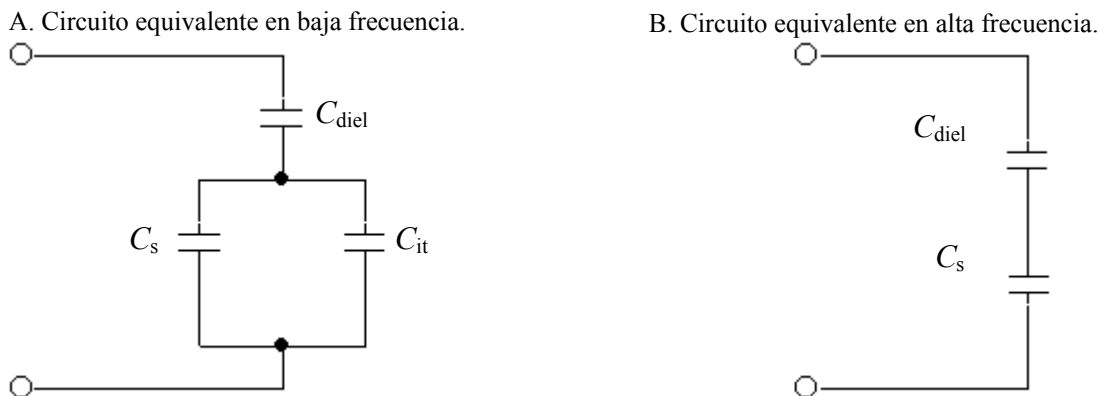 A. Circuito equivalente en baja frecuencia.
B. Circuito equivalente en alta frecuencia.
Cdiel
Cs
Cit
Cdiel
Cs